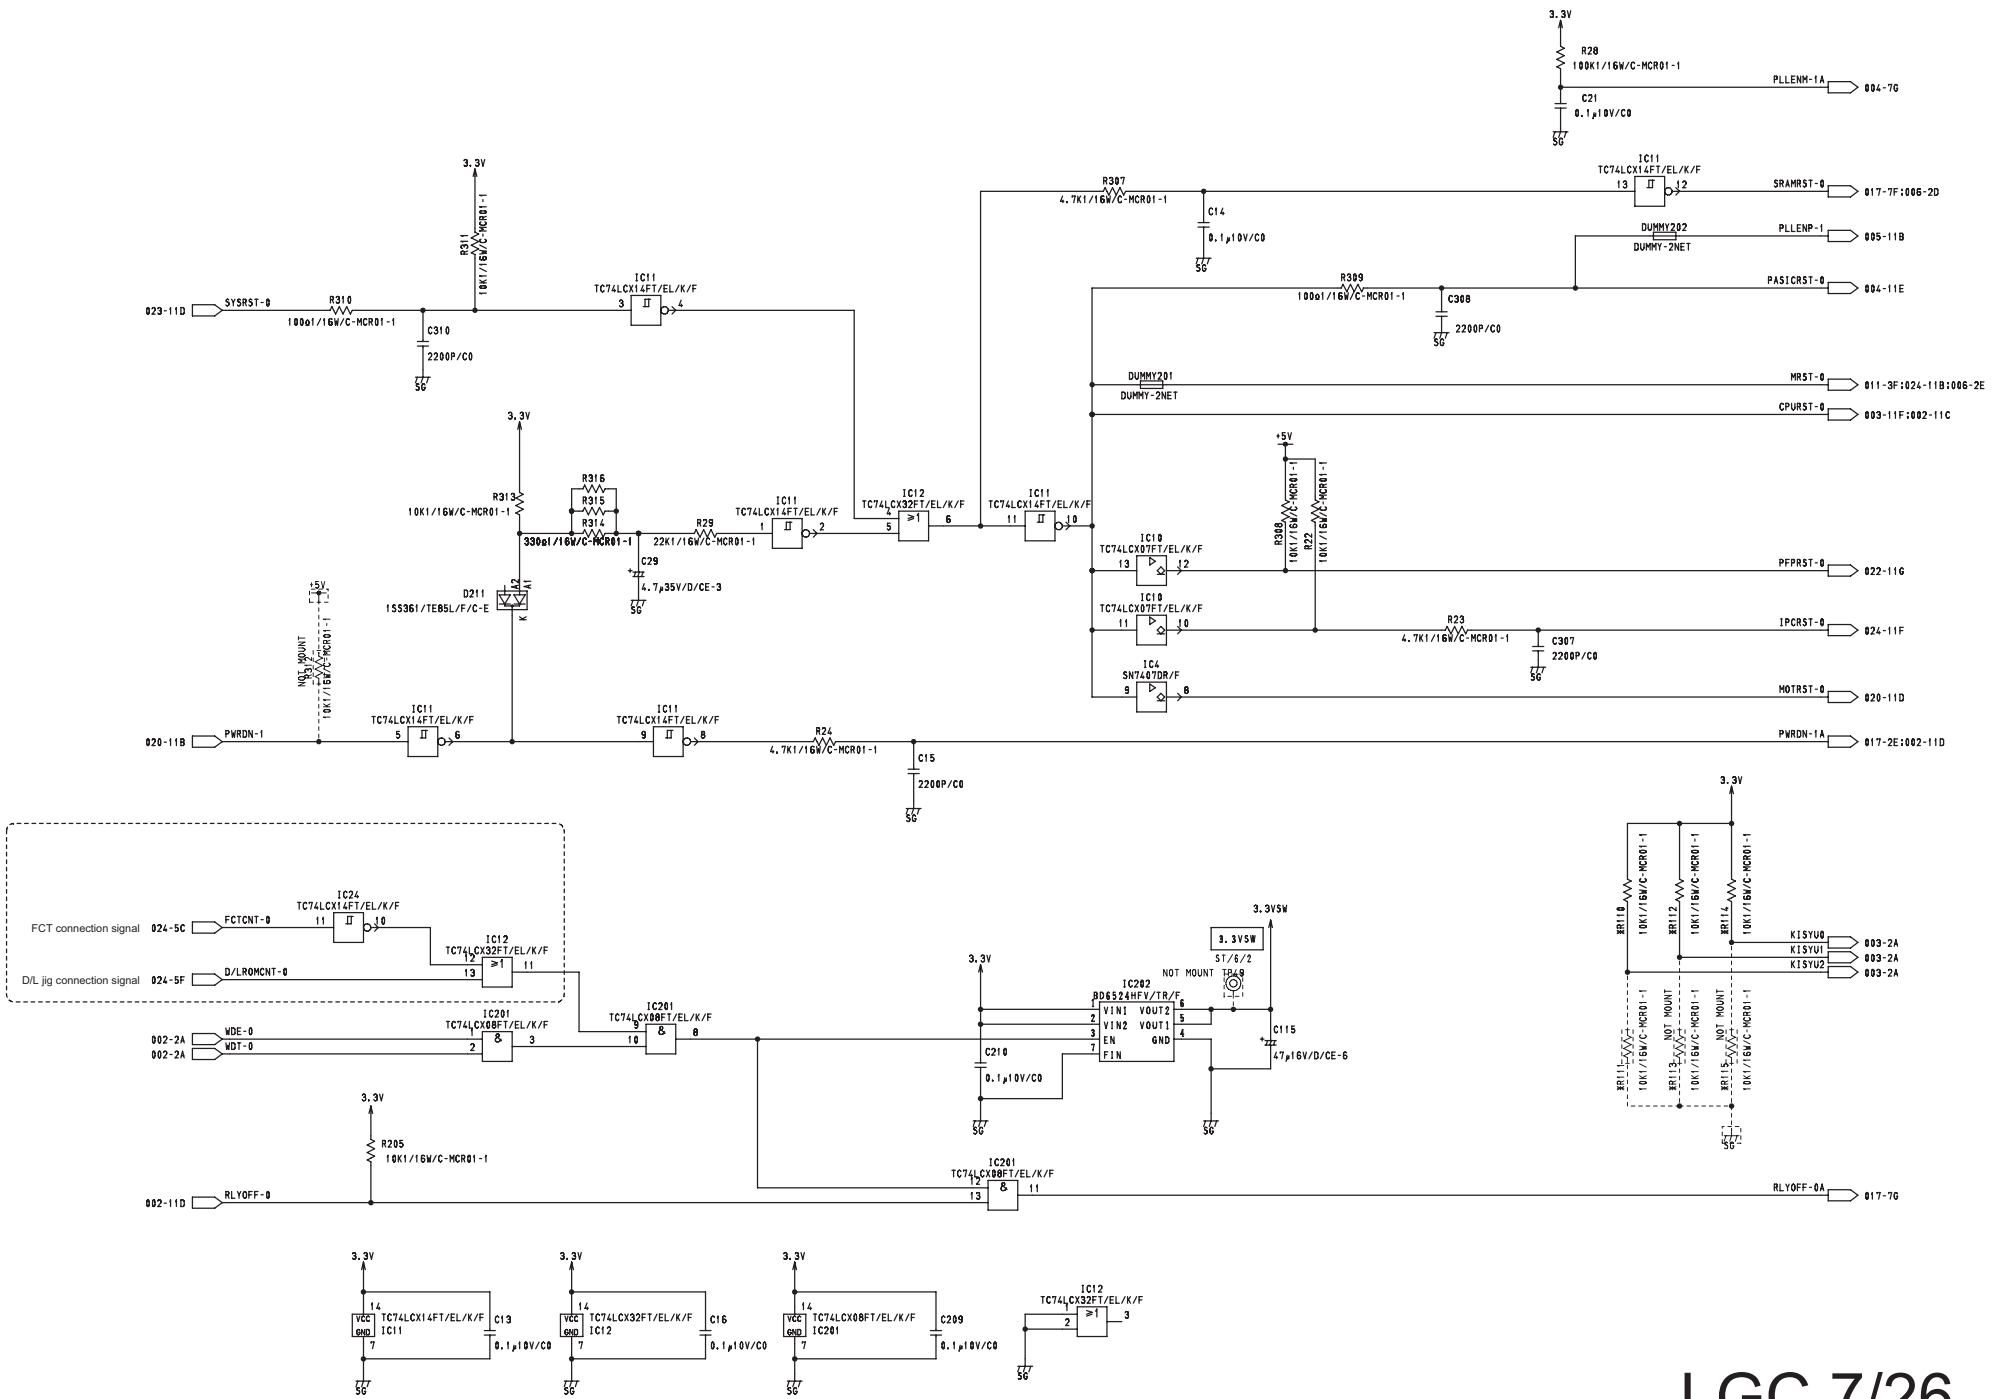 3.3V
R28
100K1/16W/C-MCR01-1
PLLENM-1A
004-7G
C21
0.1μ10V/C0
SG
3.3V
R311
10K1/16W/C-MCR01-1
R307
4.7K1/16W/C-MCR01-1
C14
0.1μ10V/C0
SG
IC11
TC74LCX14FT/EL/K/F
13
12
SRAMRST-0
017-7F:006-2D
DUMMY202
DUMMY-2NET
PLLENP-1
005-11B
023-11D
SYSRST-0
R310
100Ω1/16W/C-MCR01-1
C310
2200P/C0
SG
IC11
TC74LCX14FT/EL/K/F
3
4
R309
100Ω1/16W/C-MCR01-1
C308
2200P/C0
SG
PASICRST-0
004-11E
DUMMY201
DUMMY-2NET
MRST-0
011-3F:024-11B:006-2E
CPURST-0
003-11F:002-11C
3.3V
R313
10K1/16W/C-MCR01-1
R316
R315
R314
330Ω1/16W/C-MCR01-1
C29
4.7μ35V/D/CE-3
SG
R29
22K1/16W/C-MCR01-1
IC11
TC74LCX14FT/EL/K/F
1
2
IC12
TC74LCX32FT/EL/K/F
4
5
≥1
6
IC11
TC74LCX14FT/EL/K/F
11
10
+5V
R308
10K1/16W/C-MCR01-1
R22
10K1/16W/C-MCR01-1
IC10
TC74LCX07FT/EL/K/F
13
12
PFPRST-0
022-11G
IC10
TC74LCX07FT/EL/K/F
11
10
R23
4.7K1/16W/C-MCR01-1
C307
2200P/C0
SG
IPCRST-0
024-11F
IC4
SN7407DR/F
9
8
MOTRST-0
020-11D
D211
1SS361/TE85L/F/C-E
A2
A1
K
+5V
NOT MOUNT
R312
10K1/16W/C-MCR01-1
020-11B
PWRDN-1
IC11
TC74LCX14FT/EL/K/F
5
6
IC11
TC74LCX14FT/EL/K/F
9
8
R24
4.7K1/16W/C-MCR01-1
C15
2200P/C0
SG
PWRDN-1A
017-2E:002-11D
FCT connection signal
024-5C
FCTCNT-0
IC24
TC74LCX14FT/EL/K/F
11
10
D/L jig connection signal
024-5F
D/LROMCNT-0
IC12
TC74LCX32FT/EL/K/F
12
13
≥1
11
002-2A
WDE-0
002-2A
WDT-0
IC201
TC74LCX08FT/EL/K/F
1
2
&
3
IC201
TC74LCX08FT/EL/K/F
9
10
&
8
3.3V
C210
0.1μ10V/C0
SG
IC202
BD6524HFV/TR/F
1
VIN1
VOUT2
6
2
VIN2
VOUT1
5
3
EN
GND
4
7
FIN
3.3VSW
3.3VSW
ST/6/2
NOT MOUNT
TP/9
C115
47μ16V/D/CE-6
SG
3.3V
※R110
10K1/16W/C-MCR01-1
※R112
10K1/16W/C-MCR01-1
※R114
10K1/16W/C-MCR01-1
KISYU0
003-2A
KISYU1
003-2A
KISYU2
003-2A
※R111
10K1/16W/C-MCR01-1
NOT MOUNT
※R113
10K1/16W/C-MCR01-1
NOT MOUNT
※R115
10K1/16W/C-MCR01-1
SG
3.3V
R205
10K1/16W/C-MCR01-1
002-11D
RLYOFF-0
IC201
TC74LCX08FT/EL/K/F
12
13
&
11
RLYOFF-0A
017-7G
3.3V
14
VCC
GND
TC74LCX14FT/EL/K/F
IC11
7
C13
0.1μ10V/C0
SG
3.3V
14
VCC
GND
TC74LCX32FT/EL/K/F
IC12
7
C16
0.1μ10V/C0
SG
3.3V
14
VCC
GND
TC74LCX08FT/EL/K/F
IC201
7
C209
0.1μ10V/C0
SG
IC12
TC74LCX32FT/EL/K/F
1
2
≥1
3
SG
LGC 7/26